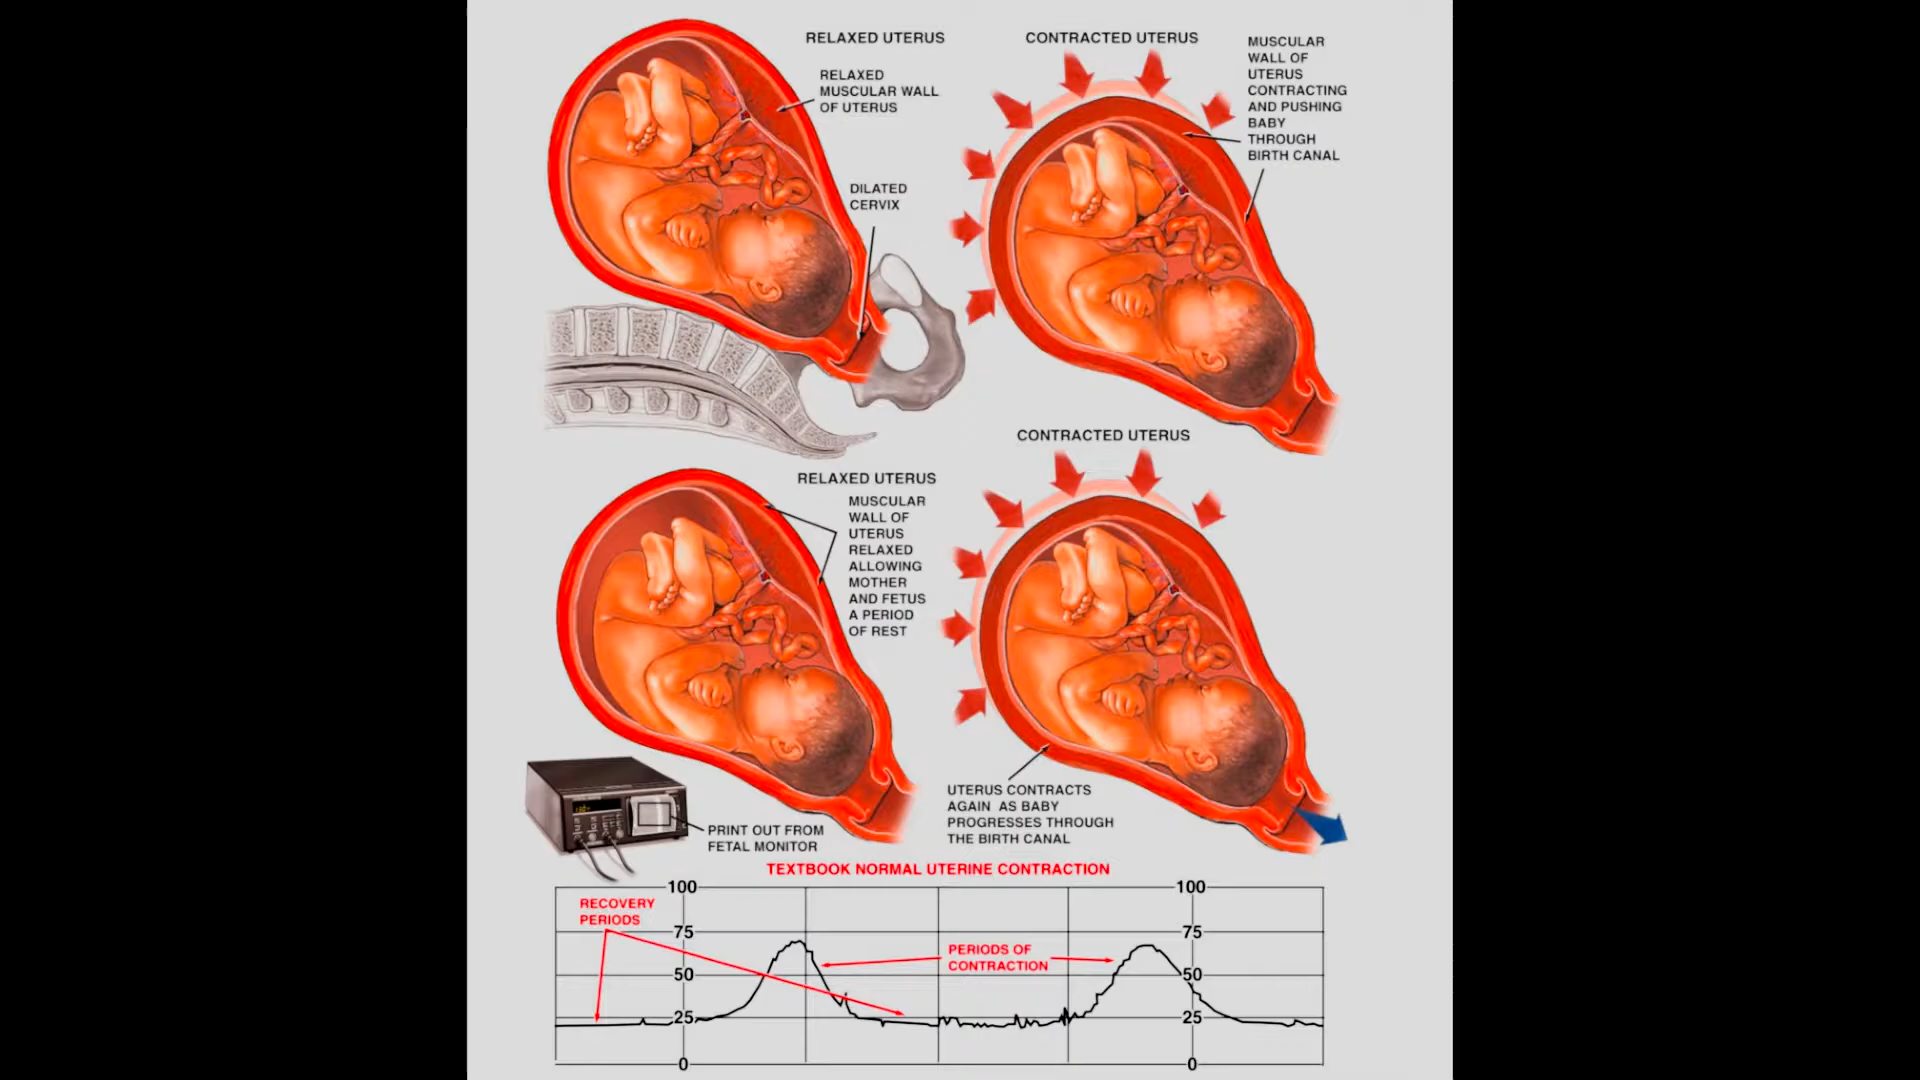 RELAXED UTERUS
RELAXED
MUSCULAR WALL
OF UTERUS
DILATED
CERVIX
CONTRACTED UTERUS
MUSCULAR
WALL OF
UTERUS
CONTRACTING
AND PUSHING
BABY
THROUGH
BIRTH CANAL
RELAXED UTERUS
MUSCULAR
WALL OF
UTERUS
RELAXED
ALLOWING
MOTHER
AND FETUS
A PERIOD
OF REST
CONTRACTED UTERUS
UTERUS CONTRACTS
AGAIN AS BABY
PROGRESSES THROUGH
THE BIRTH CANAL
PRINT OUT FROM
FETAL MONITOR
TEXTBOOK NORMAL UTERINE CONTRACTION
RECOVERY
PERIODS
PERIODS OF
CONTRACTION
100
75
50
25
0
100
75
50
25
0